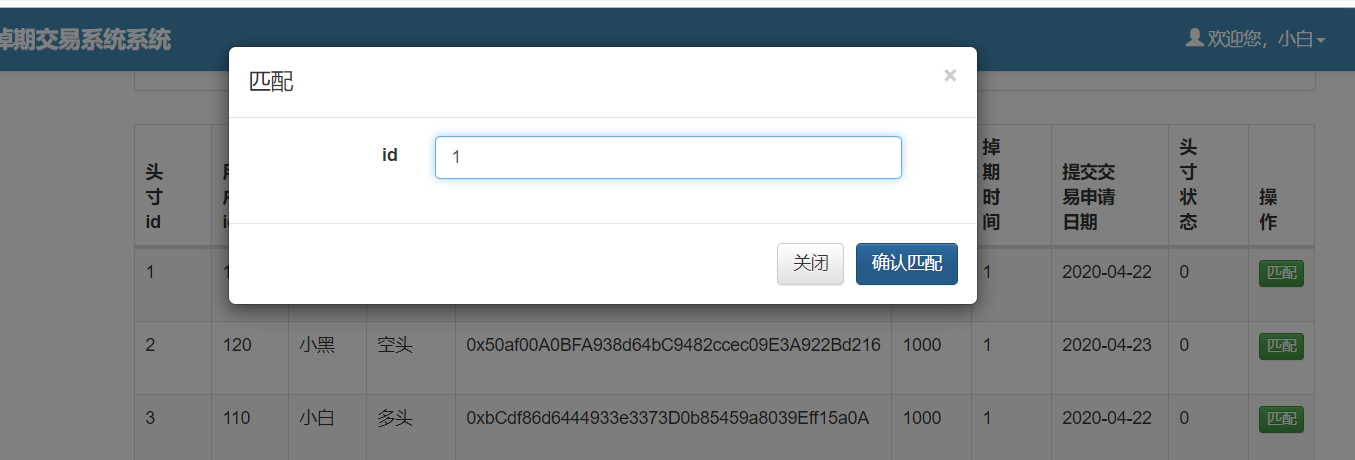 掉期交易系统系统
欢迎您，小白
匹配
×
id
1
关闭
确认匹配
头
寸
id
掉
期
时
间
提交交
易申请
日期
头
寸
状
态
操
作
1 1 2020-04-22 0 匹配
2 120 小黑 空头 0x50af00A0BFA938d64bC9482ccec09E3A922Bd216 1000 1 2020-04-23 0 匹配
3 110 小白 多头 0xbCdf86d6444933e3373D0b85459a8039Eff15a0A 1000 1 2020-04-22 0 匹配